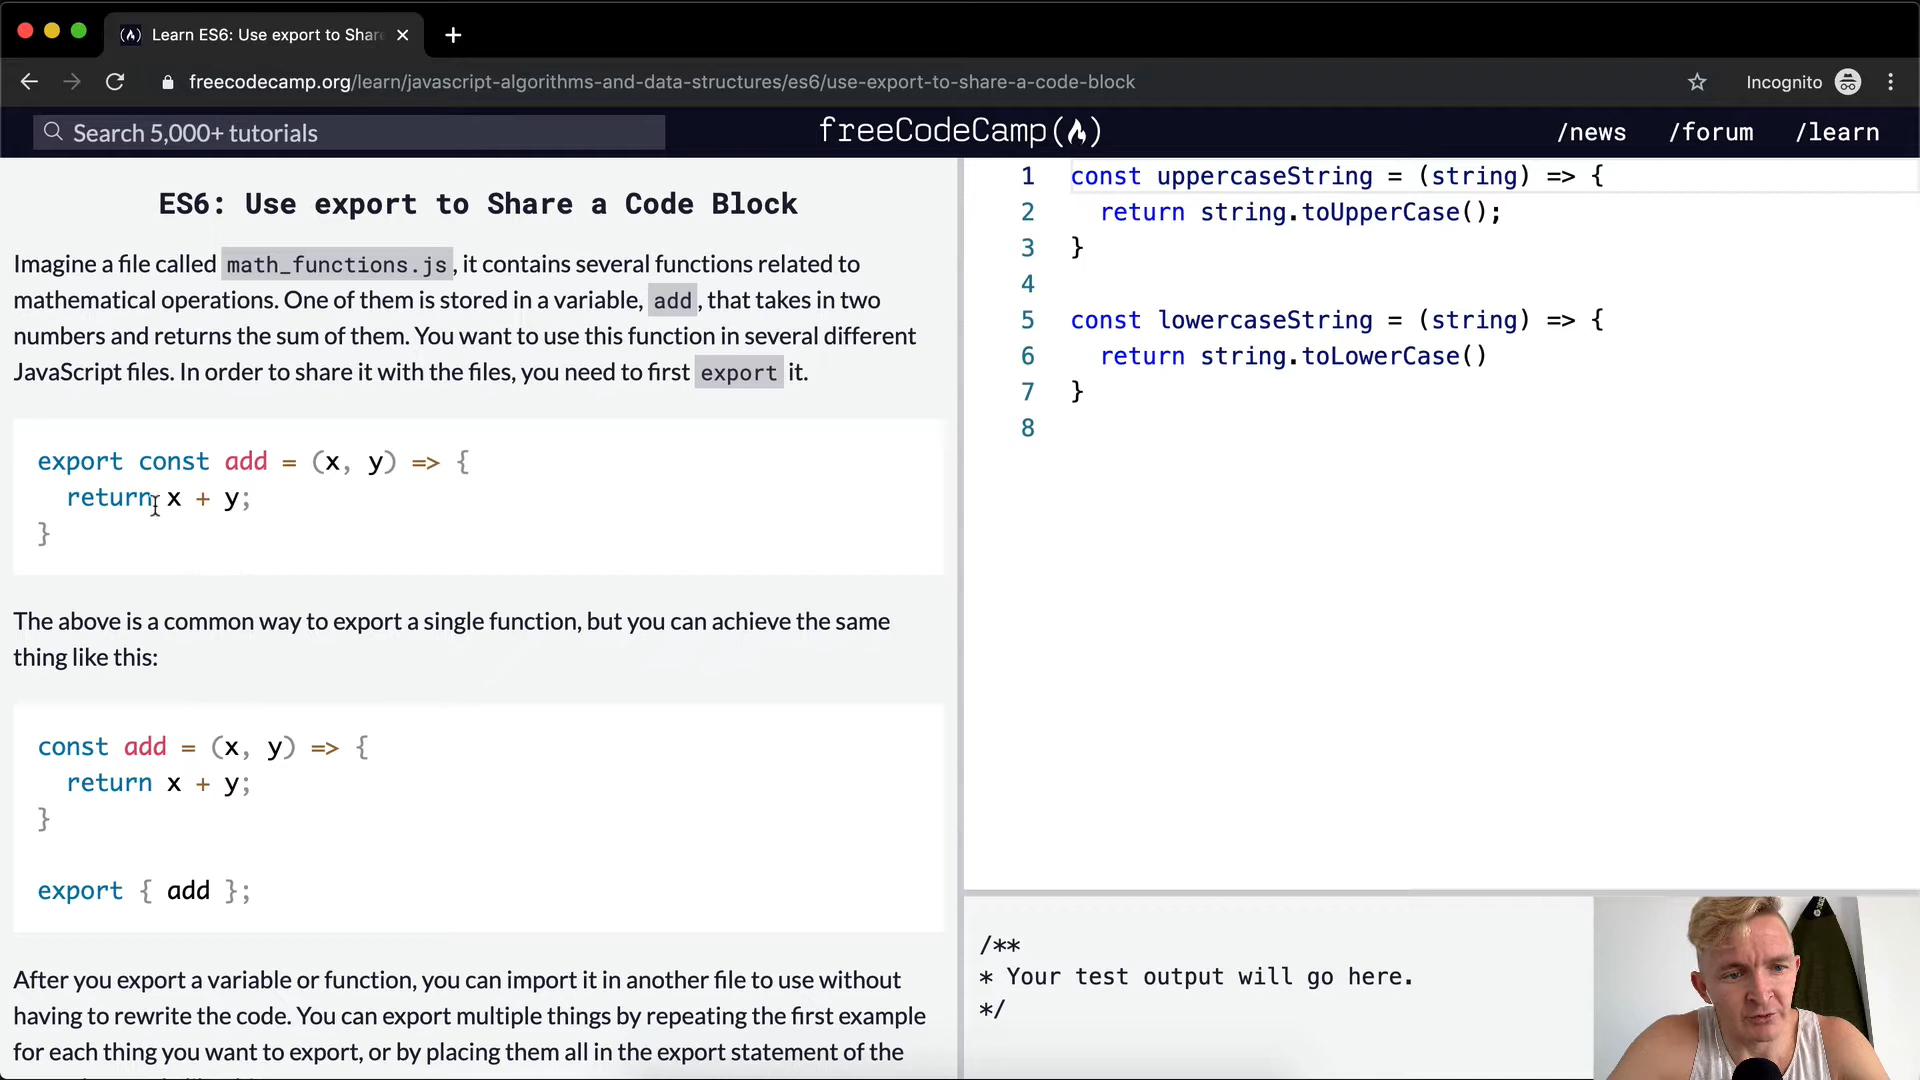 Learn ES6: Use export to Shar
freecodecamp.org/learn/javascript-algorithms-and-data-structures/es6/use-export-to-share-a-code-block
Incognito
Search 5,000+ tutorials
freeCodeCamp
/news /forum /learn
ES6: Use export to Share a Code Block
Imagine a file called math_functions.js, it contains several functions related to
mathematical operations. One of them is stored in a variable, add, that takes in two
numbers and returns the sum of them. You want to use this function in several different
JavaScript files. In order to share it with the files, you need to first export it.
export const add = (x, y) => {
return x + y;
}
The above is a common way to export a single function, but you can achieve the same
thing like this:
const add = (x, y) => {
return x + y;
}
export { add };
After you export a variable or function, you can import it in another file to use without
having to rewrite the code. You can export multiple things by repeating the first example
for each thing you want to export, or by placing them all in the export statement of the
1 const uppercaseString = (string) => {
2 return string.toUpperCase();
3 }
4
5 const lowercaseString = (string) => {
6 return string.toLowerCase()
7 }
8
/**
* Your test output will go here.
*/